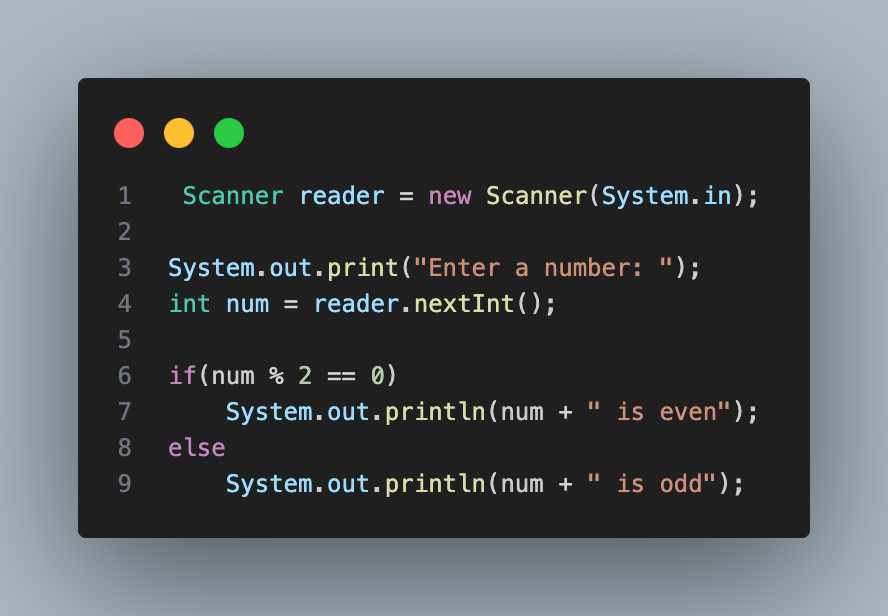 1 Scanner reader = new Scanner(System.in);
2
3 System.out.print("Enter a number: ");
4 int num = reader.nextInt();
5
6 if(num % 2 == 0)
7     System.out.println(num + " is even");
8 else
9     System.out.println(num + " is odd");